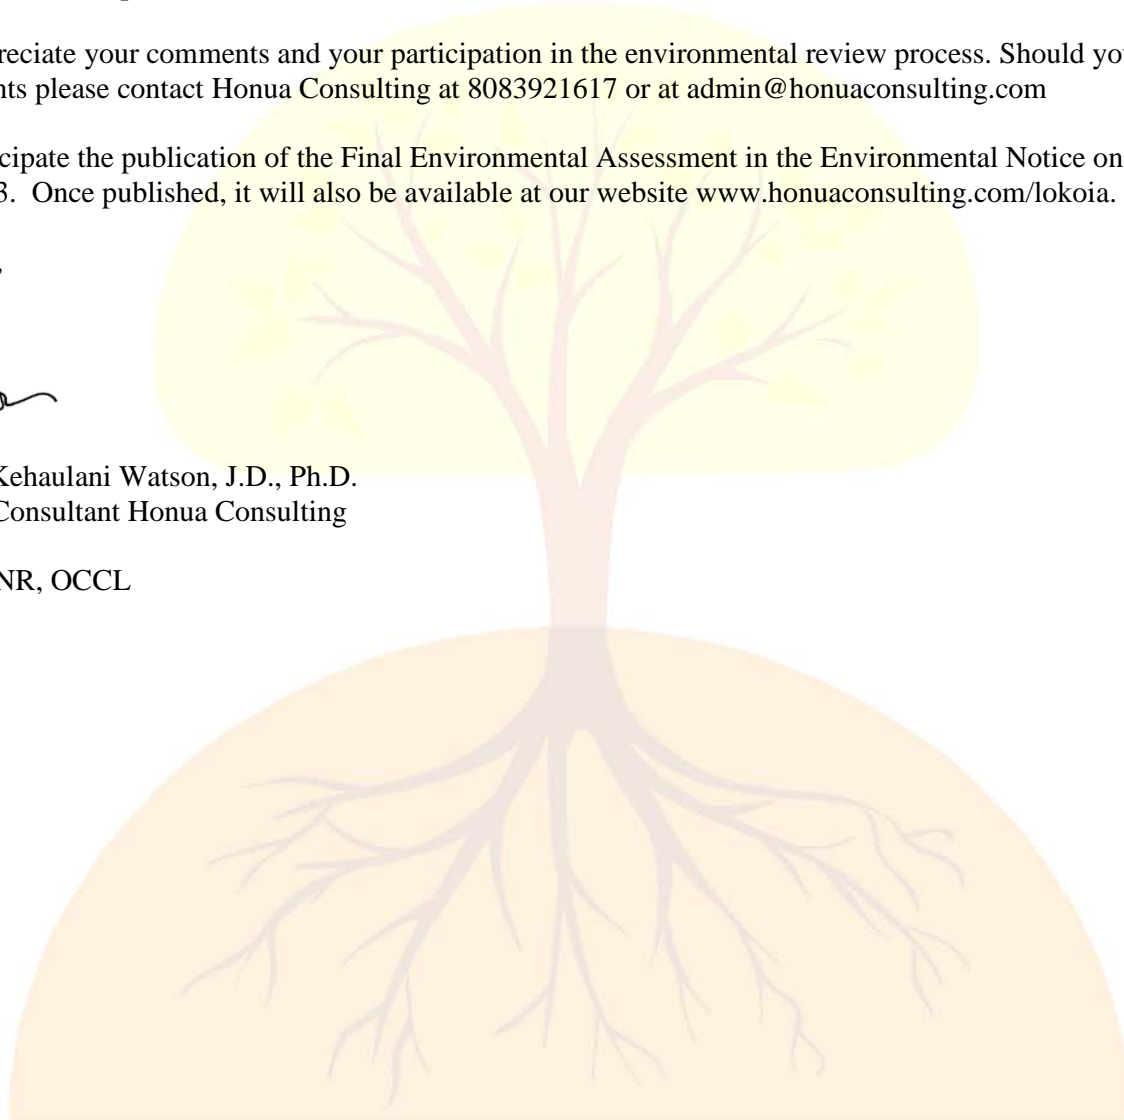 reciate your comments and your participation in the environmental review process. Should yo
nts please contact Honua Consulting at 8083921617 or at admin@honuaconsulting.com
cipate the publication of the Final Environmental Assessment in the Environmental Notice on
3. Once published, it will also be available at our website www.honuaconsulting.com/lokoia.
,
Kehaulani Watson, J.D., Ph.D.
Consultant Honua Consulting
NR, OCCL